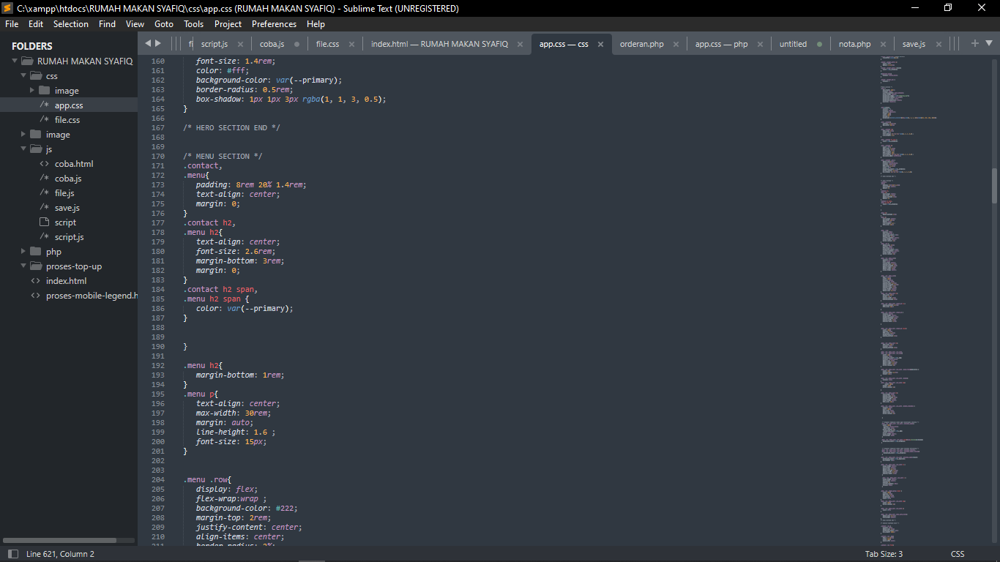 C:\xampp\htdocs\RUMAH MAKAN SYAFIQ\css\app.css (RUMAH MAKAN SYAFIQ) - Sublime Text (UNREGISTERED)
File Edit Selection Find View Goto Tools Project Preferences Help
FOLDERS
RUMAH MAKAN SYAFIQ
css
image
/* app.css
/* file.css
image
js
<> coba.html
/* coba.js
/* file.js
/* save.js
script
/* script.js
php
proses-top-up
<> index.html
<> proses-mobile-legend.h
fi script.js coba.js file.css index.html — RUMAH MAKAN SYAFIQ app.css — css orderan.php app.css — php untitled nota.php save.js
160 font-size: 1.4rem;
161 color: #fff;
162 background-color: var(--primary);
163 border-radius: 0.5rem;
164 box-shadow: 1px 1px 3px rgba(1, 1, 3, 0.5);
165 }
166
167 /* HERO SECTION END */
168
169
170 /* MENU SECTION */
171 .contact,
172 .menu{
173 padding: 8rem 20% 1.4rem;
174 text-align: center;
175 margin: 0;
176 }
177 .contact h2,
178 .menu h2{
179 text-align: center;
180 font-size: 2.6rem;
181 margin-bottom: 3rem;
182 margin: 0;
183 }
184 .contact h2 span,
185 .menu h2 span {
186 color: var(--primary);
187 }
188
189
190 }
191
192 .menu h2{
193 margin-bottom: 1rem;
194 }
195 .menu p{
196 text-align: center;
197 max-width: 30rem;
198 margin: auto;
199 line-height: 1.6 ;
200 font-size: 15px;
201 }
202
203
204 .menu .row{
205 display: flex;
206 flex-wrap:wrap ;
207 background-color: #222;
208 margin-top: 2rem;
209 justify-content: center;
210 align-items: center;
Line 621, Column 2
Tab Size: 3
CSS